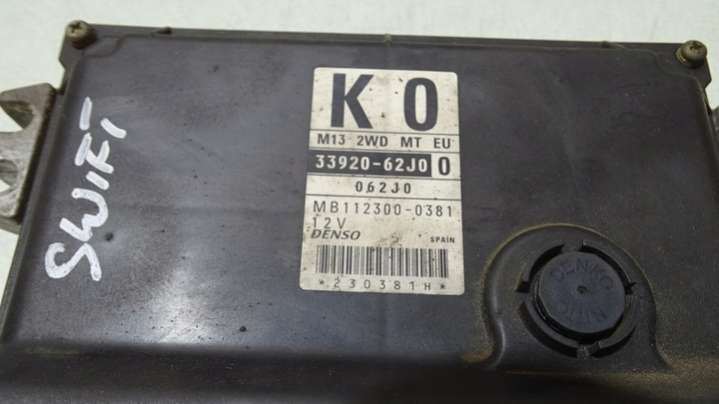 K 0
M13 2WD MT EU
33920-62J0 0
062J0
MB112300-0381
12V
DENSO SPAIN
*230381H*
SWIFT